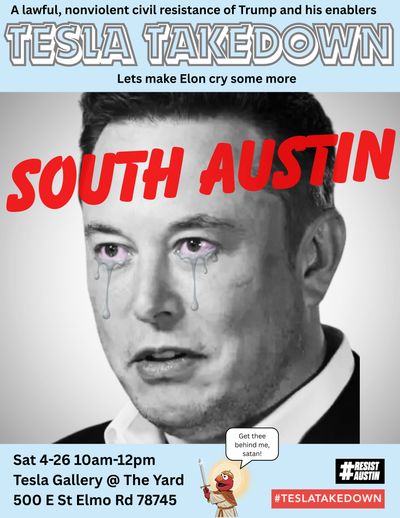 A lawful, nonviolent civil resistance of Trump and his enablers
TESLA TAKEDOWN
Lets make Elon cry some more
SOUTH AUSTIN
Get thee
behind me,
satan!
Sat 4-26 10am-12pm
Tesla Gallery @ The Yard
500 E St Elmo Rd 78745
#RESIST
AUSTIN
#TESLATAKEDOWN